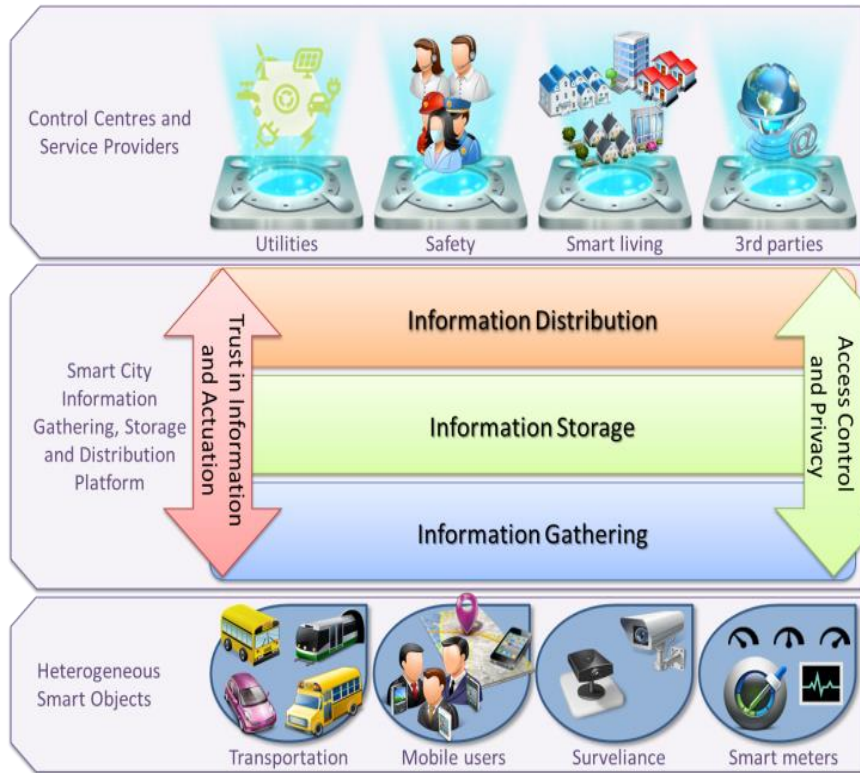 Control Centres and
Service Providers
Utilities
Safety
Smart living
3rd parties
Smart City
Information
Gathering, Storage
and Distribution
Platform
Trust in Information
and Actuation
Information Distribution
Information Storage
Information Gathering
Access Control
and Privacy
Heterogeneous
Smart Objects
Transportation
Mobile users
Surveliance
Smart meters